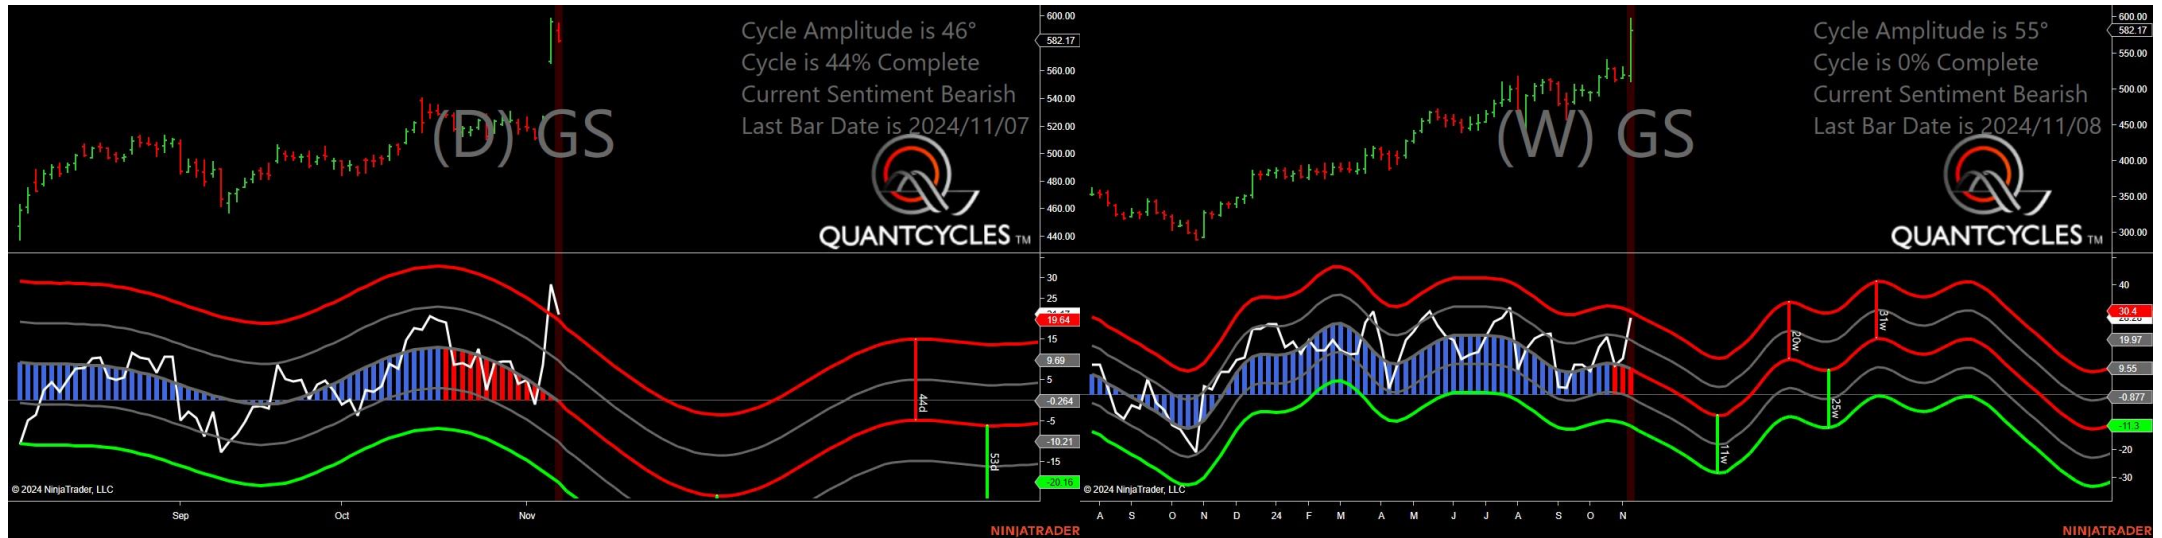 Cycle Amplitude is 46°
Cycle is 44% Complete
Current Sentiment Bearish
Last Bar Date is 2024/11/07
(D) GS
QUANTCYCLES TM
600.00
582.17
560.00
540.00
520.00
500.00
480.00
460.00
440.00
30
25
19.64
15
9.69
5
-0.264
-5
-10.21
-15
-20.16
44d
53d
© 2024 NinjaTrader, LLC
Sep Oct Nov
NINJATRADER
Cycle Amplitude is 55°
Cycle is 0% Complete
Current Sentiment Bearish
Last Bar Date is 2024/11/08
(W) GS
QUANTCYCLES TM
600.00
582.17
550.00
500.00
450.00
400.00
350.00
300.00
40
30.4
19.97
9.55
-0.877
-11.3
-20
-30
11w
20w
25w
31w
© 2024 NinjaTrader, LLC
A S O N D 24 F M A M J J A S O N
NINJATRADER